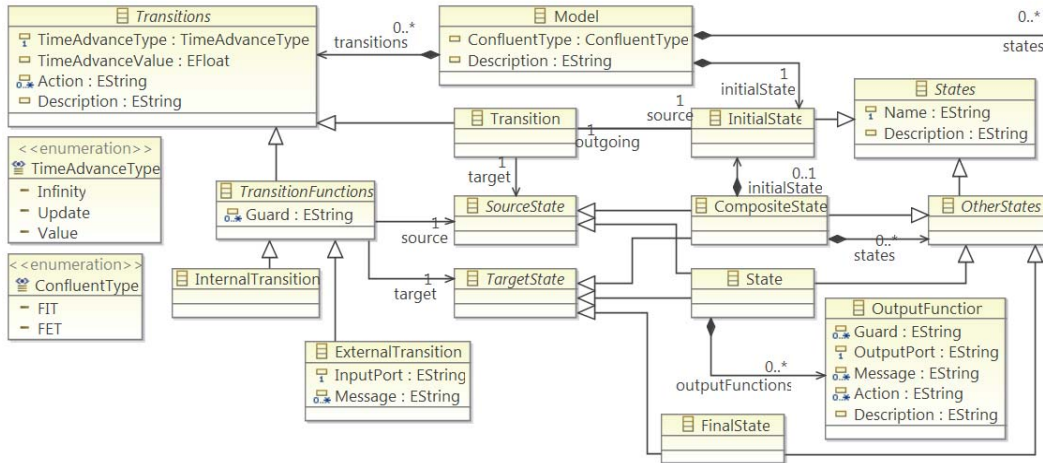 Transitions
TimeAdvanceType : TimeAdvanceType
TimeAdvanceValue : EFloat
Action : EString
Description : EString
0..*
transitions
Model
ConfluentType : ConfluentType
Description : EString
0..*
states
1
initialState
States
Name : EString
Description : EString
<<enumeration>>
TimeAdvanceType
Infinity
Update
Value
Transition
1
outgoing
1
source
InitialState
1
target
0..1
initialState
TransitionFunctions
Guard : EString
1
source
SourceState
CompositeState
OtherStates
0..*
states
<<enumeration>>
ConfluentType
FIT
FET
InternalTransition
1
target
TargetState
State
OutputFunctior
Guard : EString
OutputPort : EString
Message : EString
Action : EString
Description : EString
0..*
outputFunctions
ExternalTransition
InputPort : EString
Message : EString
FinalState